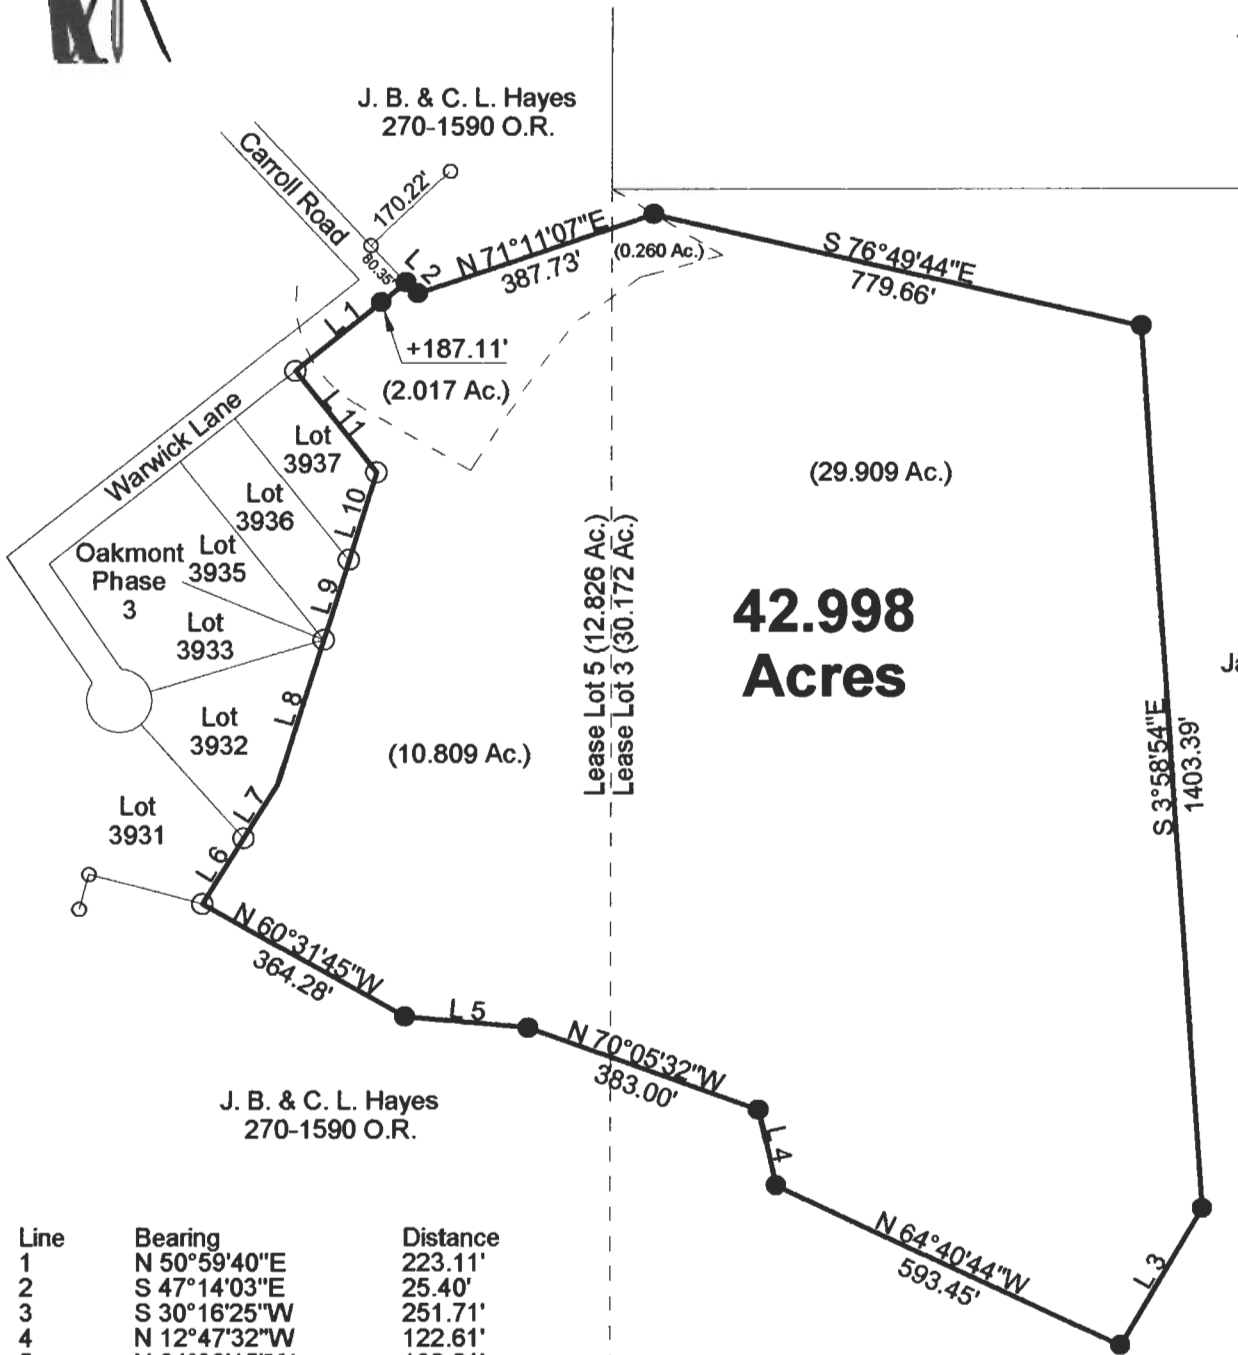 J. B. & C. L. Hayes
270-1590 O.R.
Carroll Road
170.22'
80.35'
L 2
N 71°11'07"E
387.73'
(0.260 Ac.)
S 76°49'44"E
779.66'
L 1
+187.11'
(2.017 Ac.)
L 11
Warwick Lane
Lot
3937
Lot
3936
L 10
(29.909 Ac.)
Oakmont
Phase
3
Lot
3935
L 9
Lot
3933
Lease Lot 5 (12.826 Ac.)
Lease Lot 3 (30.172 Ac.)
42.998
Acres
L 8
Lot
3932
(10.809 Ac.)
S 3°58'54"E
1403.39'
Lot
3931
L 7
L 6
N 60°31'45"W
364.28'
L 5
N 70°05'32"W
383.00'
L 4
J. B. & C. L. Hayes
270-1590 O.R.
N 64°40'44"W
593.45'
L 3
Line Bearing Distance
1 N 50°59'40"E 223.11'
2 S 47°14'03"E 25.40'
3 S 30°16'25"W 251.71'
4 N 12°47'32"W 122.61'